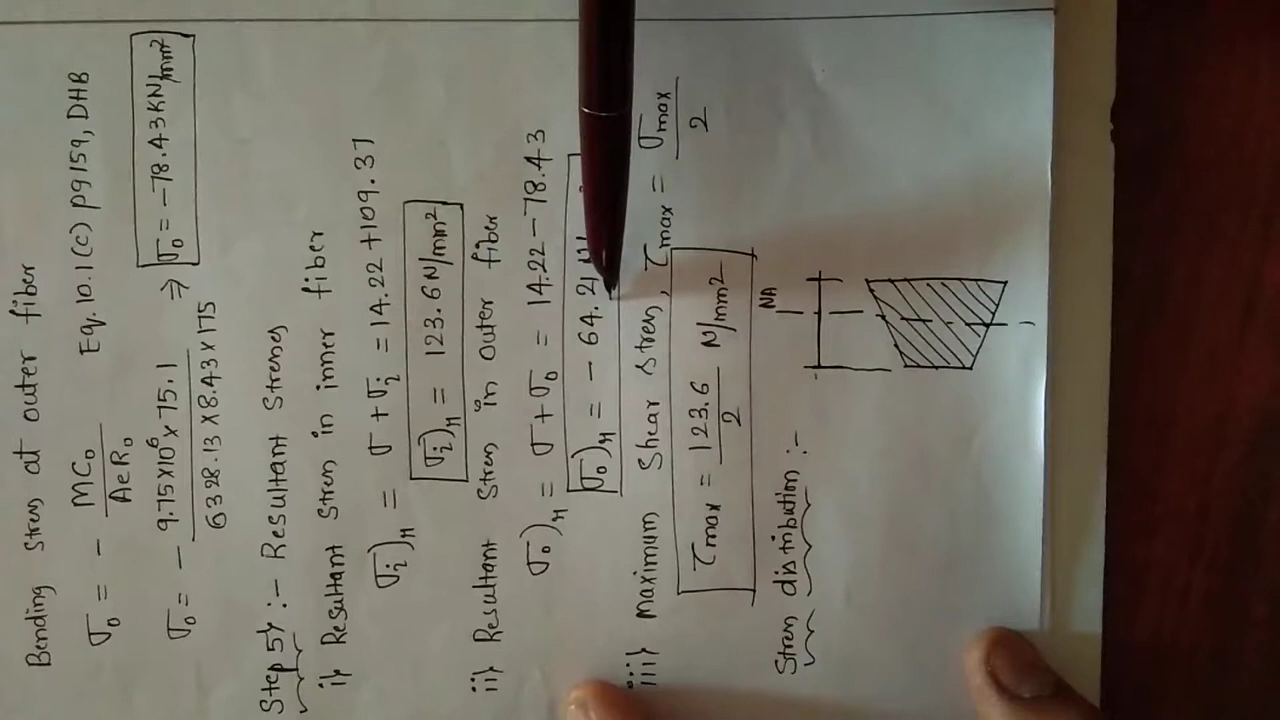 Bending Stress at outer fiber
σo = - MCo / AeRo Eq. 10.1(c) pg 159, DHB
σo = - 9.75×10⁶ × 75.1 / 6328.13 × 8.43 × 175 ⇒ σo = -78.43 KN/mm²
Step 5} :- Resultant Stresses
i} Resultant Stress in inner fiber
σi)r = σ + σi = 14.22 + 109.37
σi)r = 123.6 N/mm²
ii} Resultant Stress in outer fiber
σo)r = σ + σo = 14.22 - 78.43
σo)r = - 64.21
iii} maximum Shear stress, τmax = σmax / 2
τmax = 123.6 / 2 N/mm²
Stress distribution :-
NA